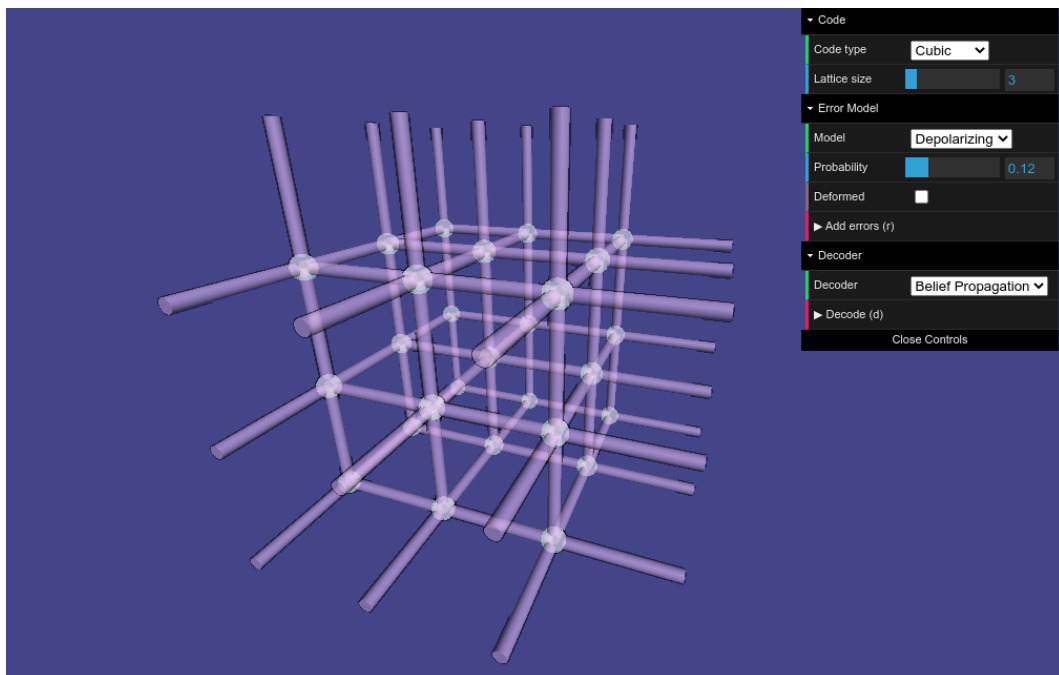 Code
Code type Cubic
Lattice size 3
Error Model
Model Depolarizing
Probability 0.12
Deformed
Add errors (r)
Decoder
Decoder Belief Propagation
Decode (d)
Close Controls